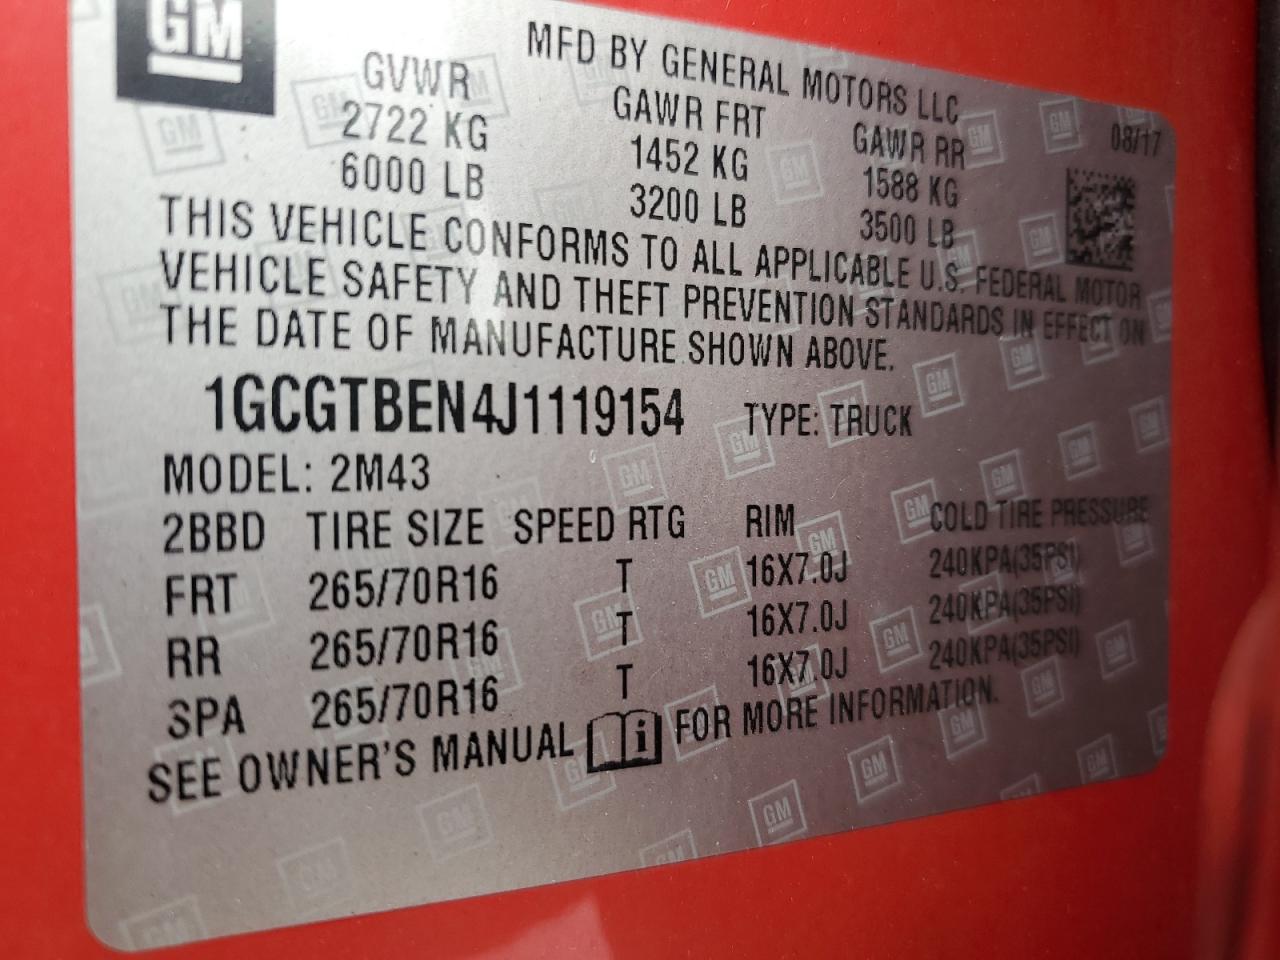 GM
MFD BY GENERAL MOTORS LLC
GVWR GAWR FRT GAWR RR 08/17
2722 KG 1452 KG 1588 KG
6000 LB 3200 LB 3500 LB
THIS VEHICLE CONFORMS TO ALL APPLICABLE U.S. FEDERAL MOTOR
VEHICLE SAFETY AND THEFT PREVENTION STANDARDS IN EFFECT ON
THE DATE OF MANUFACTURE SHOWN ABOVE.
1GCGTBEN4J1119154 TYPE: TRUCK
MODEL: 2M43
2BBD TIRE SIZE SPEED RTG RIM COLD TIRE PRESSURE
FRT 265/70R16 T 16X7.0J 240KPA(35PSI)
RR 265/70R16 T 16X7.0J 240KPA(35PSI)
SPA 265/70R16 T 16X7.0J 240KPA(35PSI)
SEE OWNER'S MANUAL i FOR MORE INFORMATION.